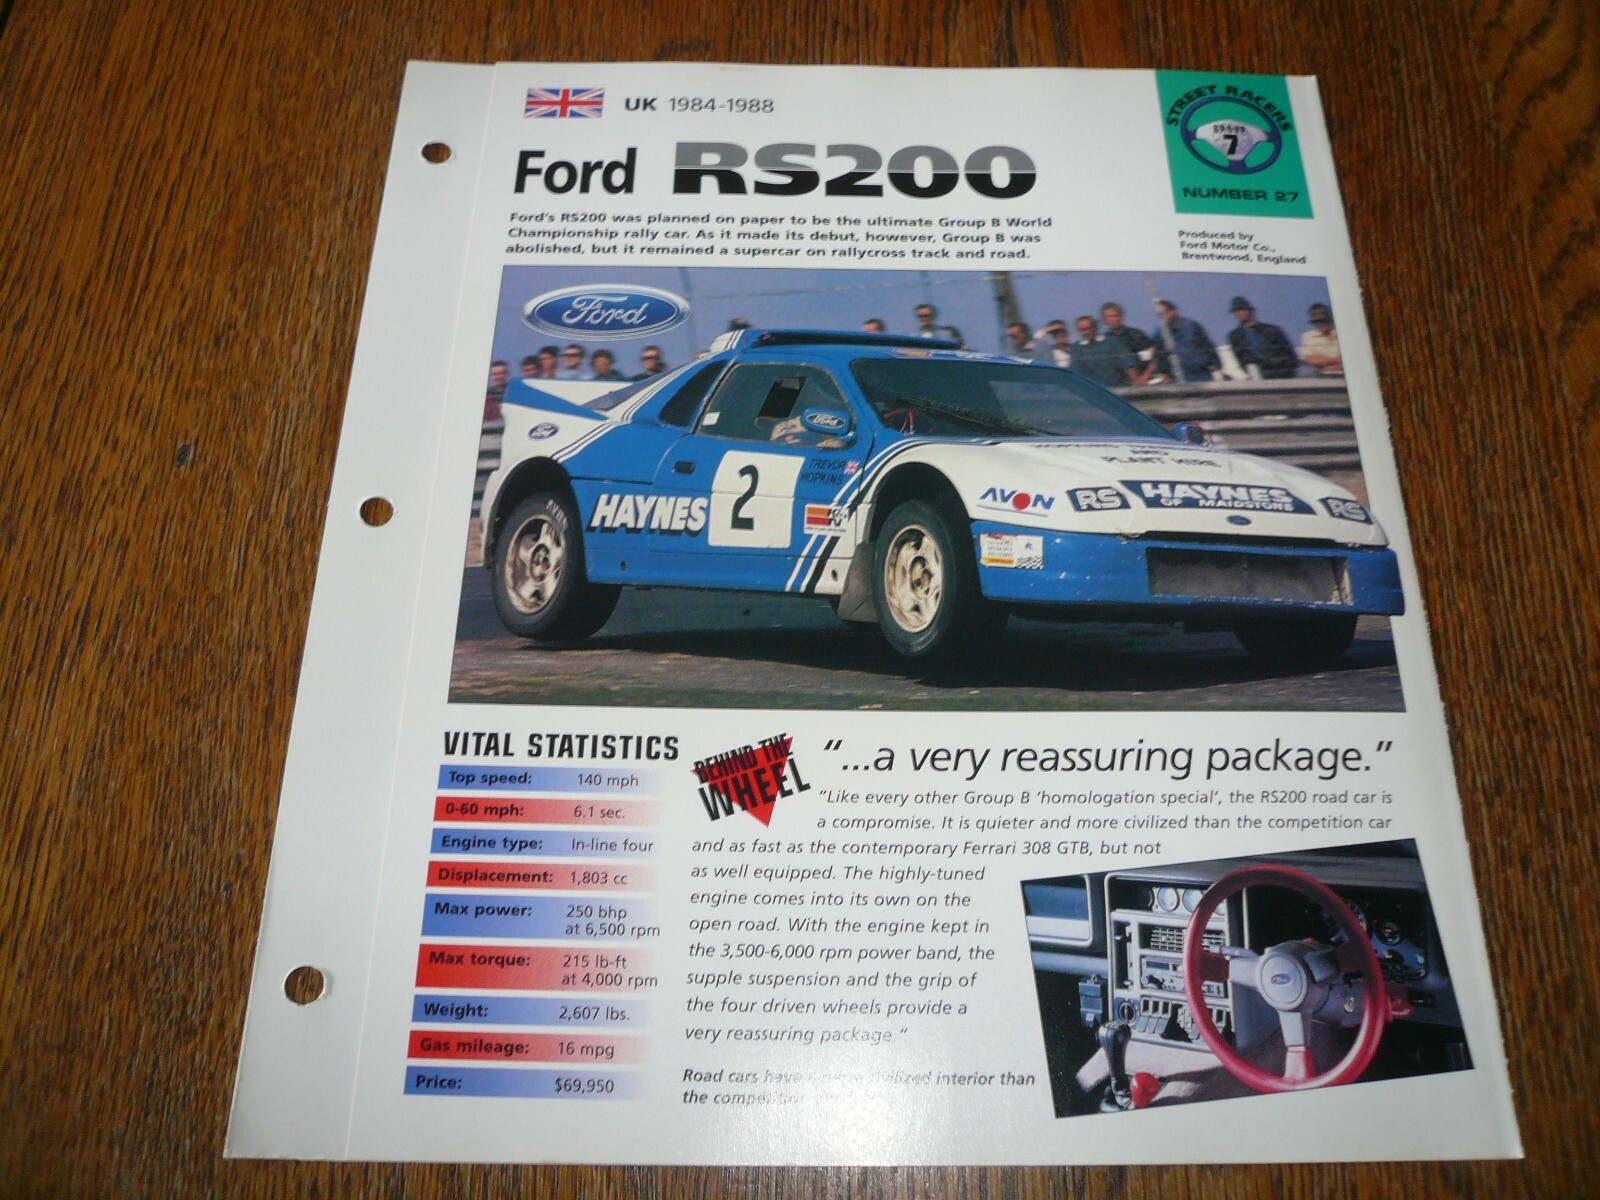 UK 1984-1988
STREET RACERS
GROUP
7
NUMBER 27
Ford RS200
Ford's RS200 was planned on paper to be the ultimate Group B World
Championship rally car. As it made its debut, however, Group B was
abolished, but it remained a supercar on rallycross track and road.
Produced by
Ford Motor Co.,
Brentwood, England
Ford
Ford
TREVOR
HOPKINS
2
HAYNES
AVON
AND
PLANT HIRE
AVON
RS
HAYNES
OF MAIDSTONE
RS
VITAL STATISTICS
Top speed: 140 mph
0-60 mph: 6.1 sec.
Engine type: In-line four
Displacement: 1,803 cc
Max power: 250 bhp
at 6,500 rpm
Max torque: 215 lb-ft
at 4,000 rpm
Weight: 2,607 lbs.
Gas mileage: 16 mpg
Price: $69,950
BEHIND THE
WHEEL
"...a very reassuring package."
"Like every other Group B 'homologation special', the RS200 road car is
a compromise. It is quieter and more civilized than the competition car
and as fast as the contemporary Ferrari 308 GTB, but not
as well equipped. The highly-tuned
engine comes into its own on the
open road. With the engine kept in
the 3,500-6,000 rpm power band, the
supple suspension and the grip of
the four driven wheels provide a
very reassuring package."
Road cars have civilized interior than
the competition